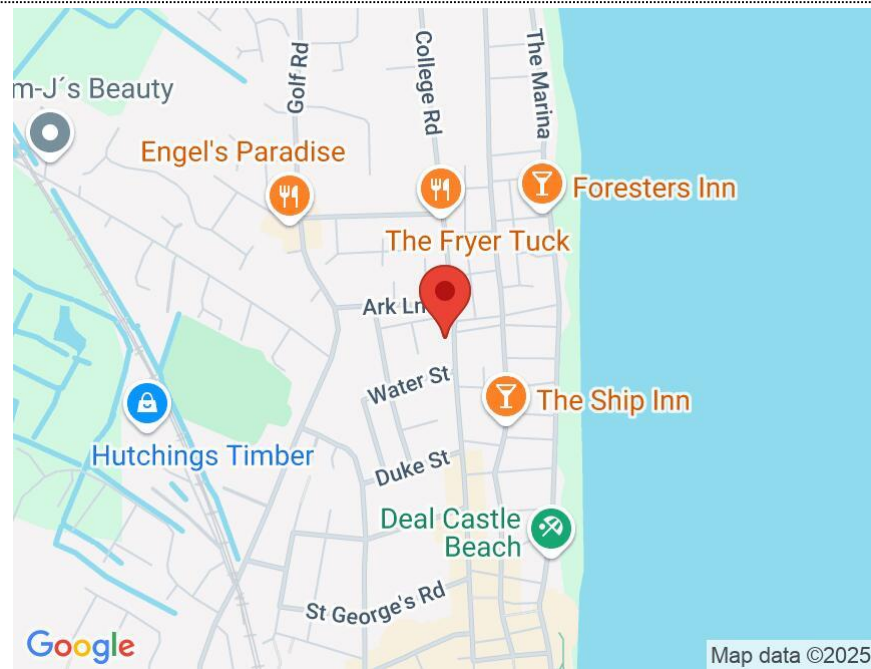 The Marina
College Rd
Golf Rd
m-J´s Beauty
Engel's Paradise
Foresters Inn
The Fryer Tuck
Ark Ln
Water St
The Ship Inn
Hutchings Timber
Duke St
Deal Castle
Beach
St George's Rd
Google
Map data ©2025